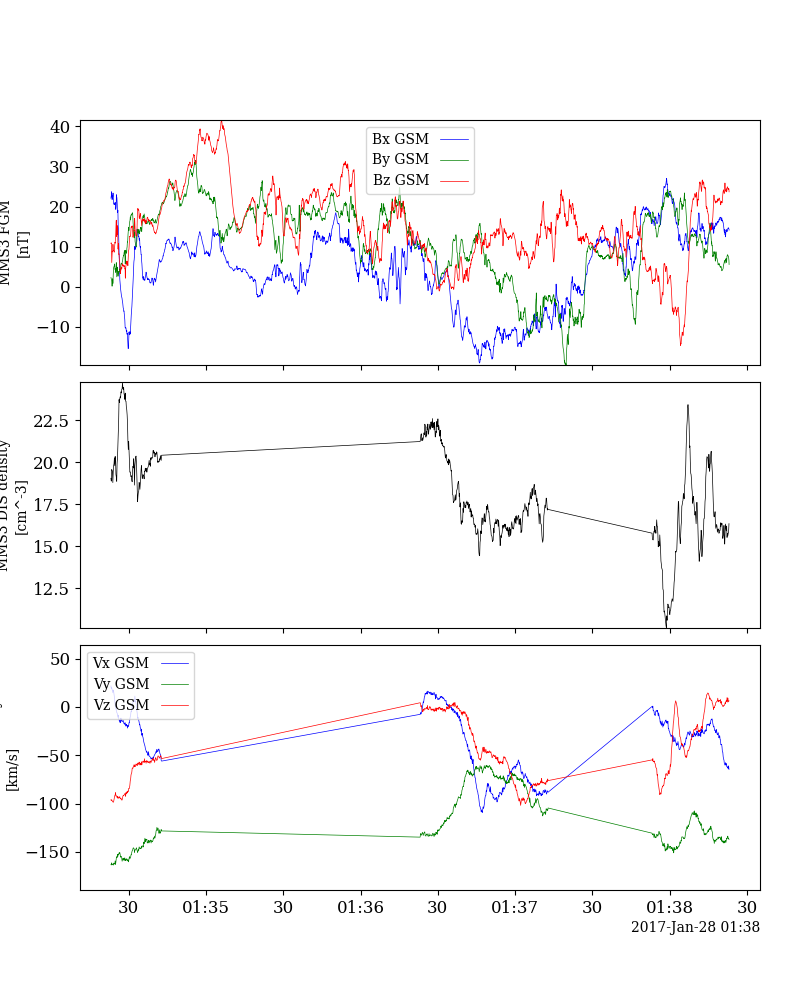 40
30
20
10
0
−10
MMS3 FGM
[nT]
Bx GSM
By GSM
Bz GSM
22.5
20.0
17.5
15.0
12.5
MMS3 DIS density
[cm^-3]
50
0
−50
−100
−150
[km/s]
Vx GSM
Vy GSM
Vz GSM
30 01:35 30 01:36 30 01:37 30 01:38 30
2017-Jan-28 01:38